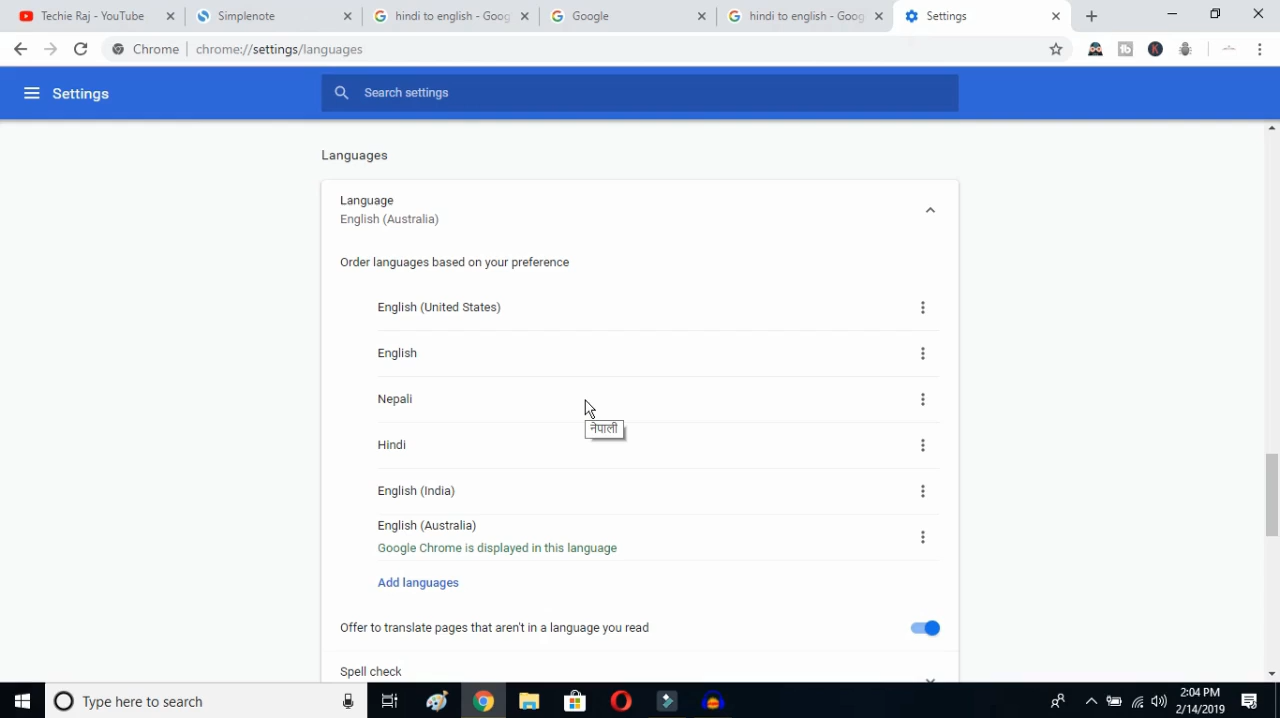 Techie Raj - YouTube
Simplenote
hindi to english - Goog
Google
hindi to english - Goog
Settings
Chrome
chrome://settings/languages
Settings
Search settings
Languages
Language
English (Australia)
Order languages based on your preference
English (United States)
English
Nepali
नेपाली
Hindi
English (India)
English (Australia)
Google Chrome is displayed in this language
Add languages
Offer to translate pages that aren't in a language you read
Spell check
Type here to search
2:04 PM
2/14/2019